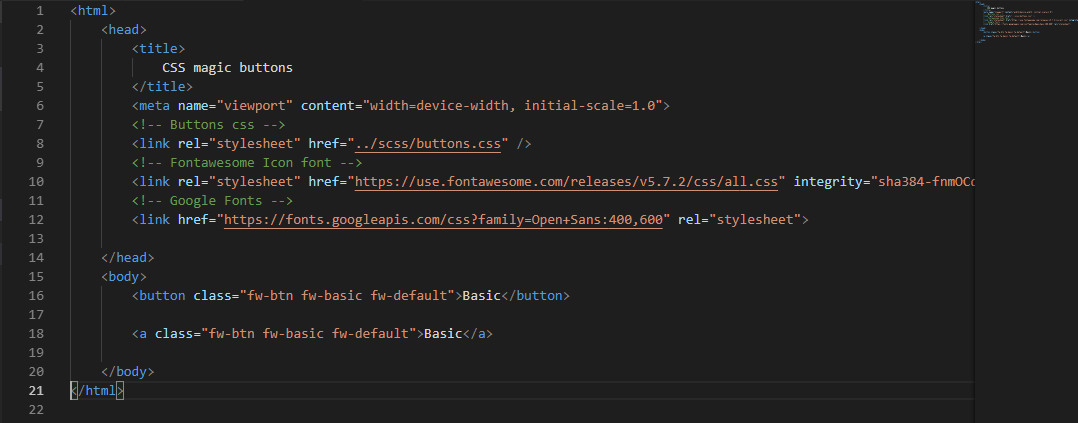 1 <html>
2 <head>
3 <title>
4 CSS magic buttons
5 </title>
6 <meta name="viewport" content="width=device-width, initial-scale=1.0">
7 <!-- Buttons css -->
8 <link rel="stylesheet" href="../scss/buttons.css" />
9 <!-- Fontawesome Icon font -->
10 <link rel="stylesheet" href="https://use.fontawesome.com/releases/v5.7.2/css/all.css" integrity="sha384-fnmOCq
11 <!-- Google Fonts -->
12 <link href="https://fonts.googleapis.com/css?family=Open+Sans:400,600" rel="stylesheet">
13
14 </head>
15 <body>
16 <button class="fw-btn fw-basic fw-default">Basic</button>
17
18 <a class="fw-btn fw-basic fw-default">Basic</a>
19
20 </body>
21 </html>
22